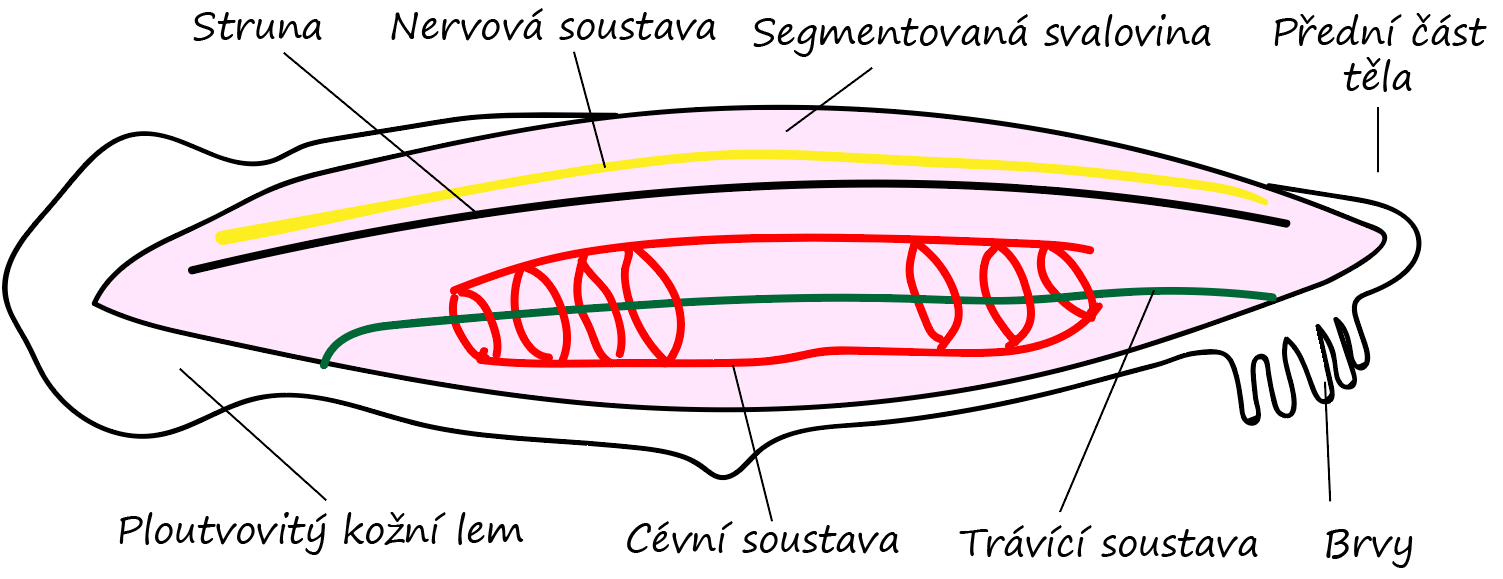 Struna
Nervová soustava
Segmentovaná svalovina
Přední část
těla
Ploutvovitý kožní lem
Cévní soustava
Trávící soustava
Brvy